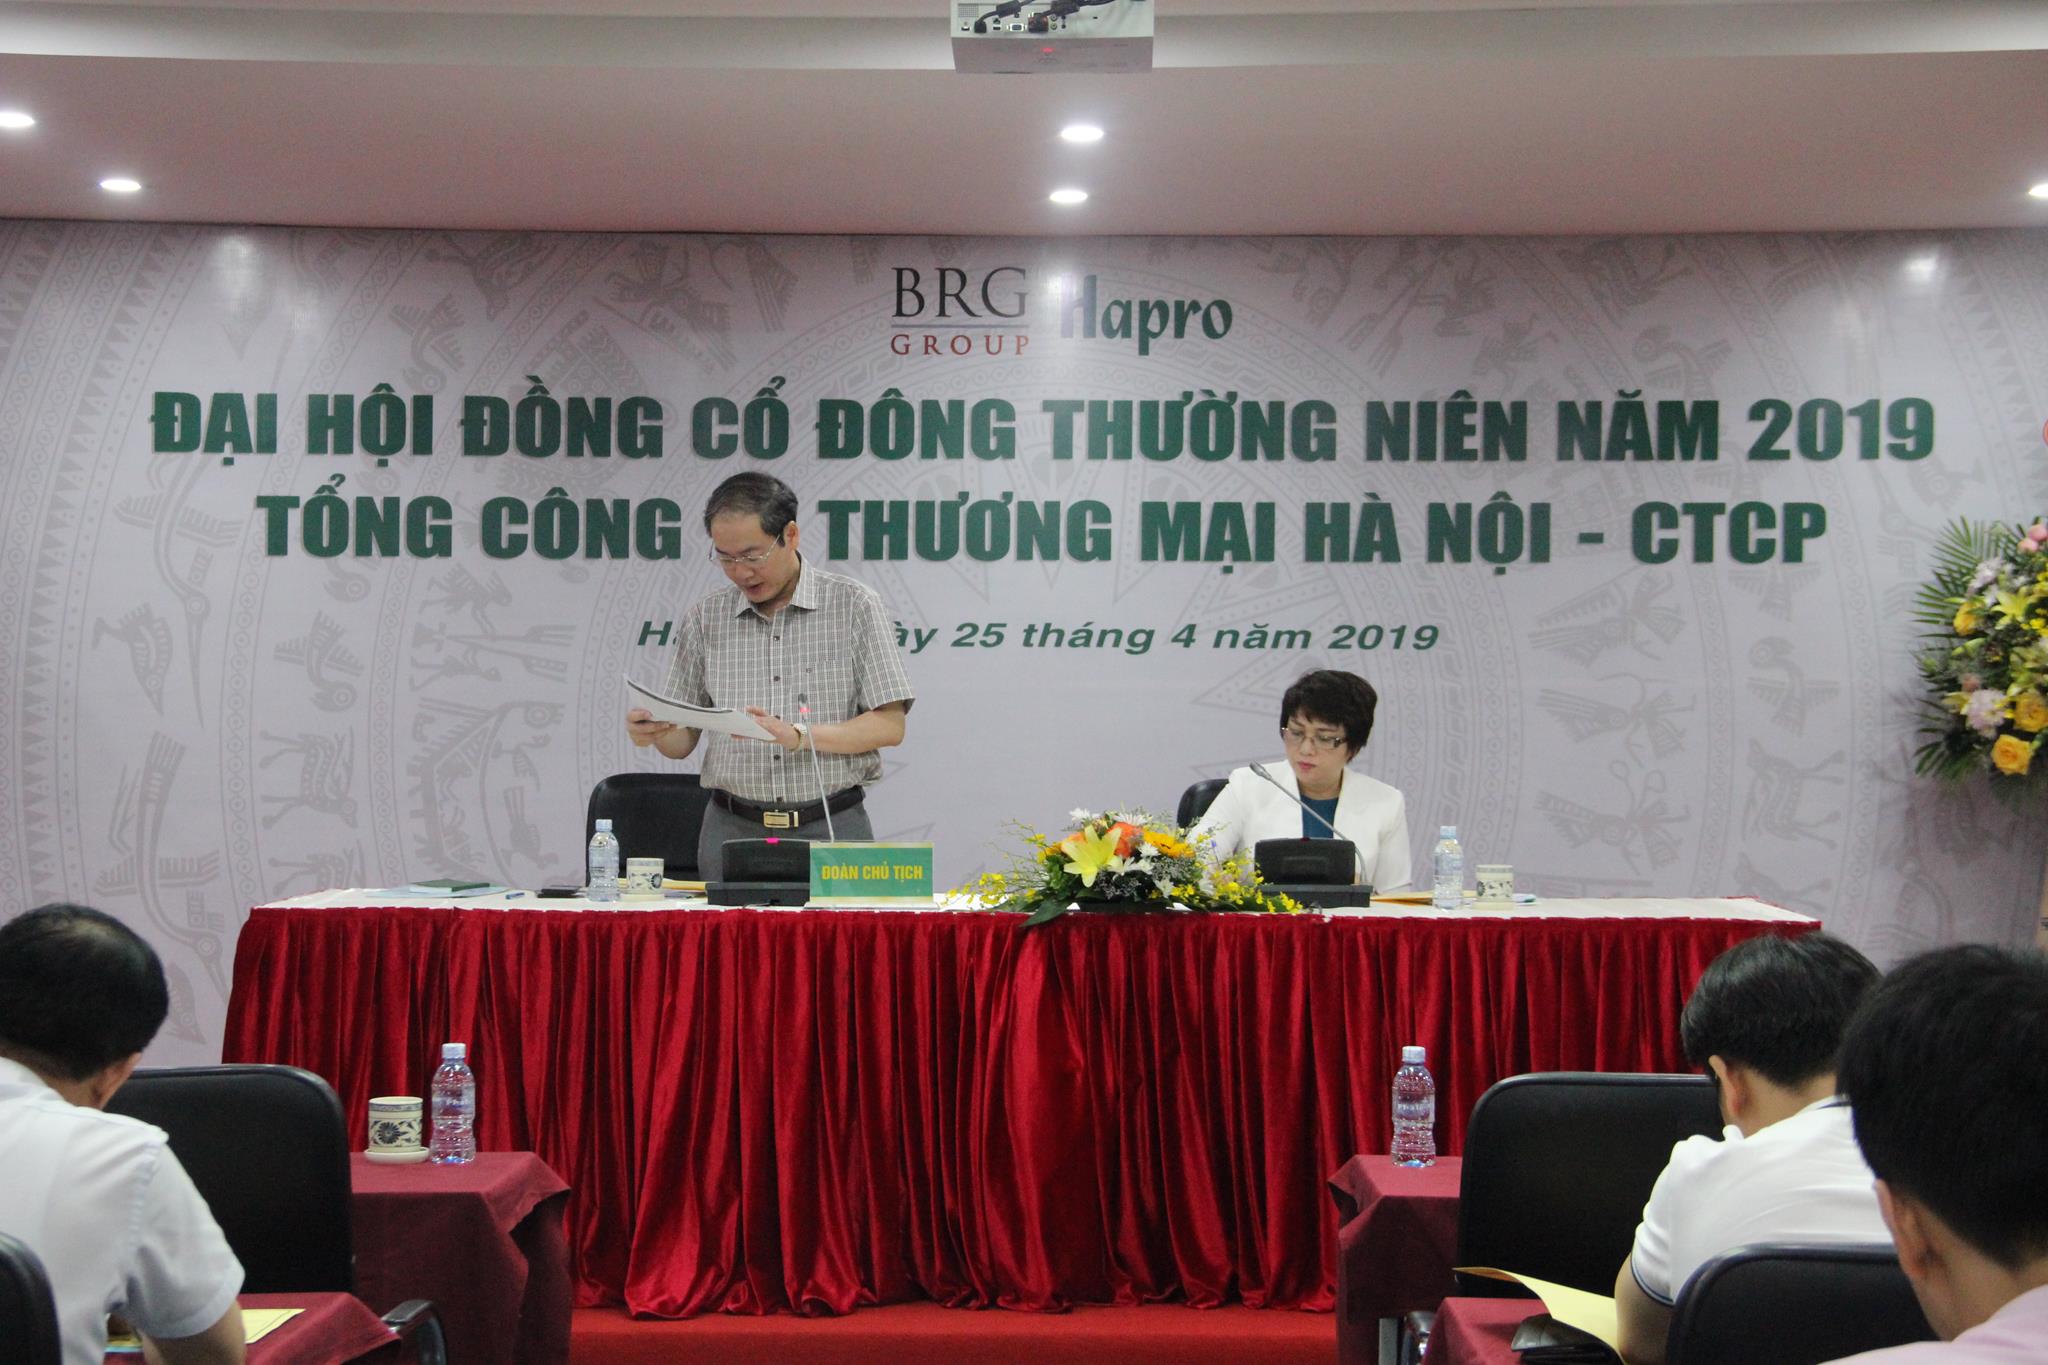 BRG
GROUP
Hapro
ĐẠI HỘI ĐỒNG CỔ ĐÔNG THƯỜNG NIÊN NĂM 2019
TỔNG CÔNG THƯƠNG MẠI HÀ NỘI - CTCP
25 tháng 4 năm 2019
ĐOÀN CHỦ TỊCH